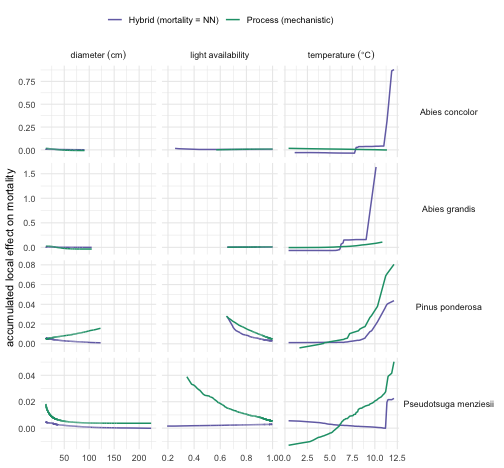 Hybrid (mortality = NN) Process (mechanistic)
diameter (cm) light availability temperature (°C)
accumulated local effect on mortality
0.75
0.50
0.25
0.00
Abies concolor
1.5
1.0
0.5
0.0
Abies grandis
0.08
0.06
0.04
0.02
0.00
Pinus ponderosa
0.04
0.02
0.00
Pseudotsuga menziesii
50 100 150 200 0.2 0.4 0.6 0.8 1.0 0.0 2.5 5.0 7.5 10.0 12.5